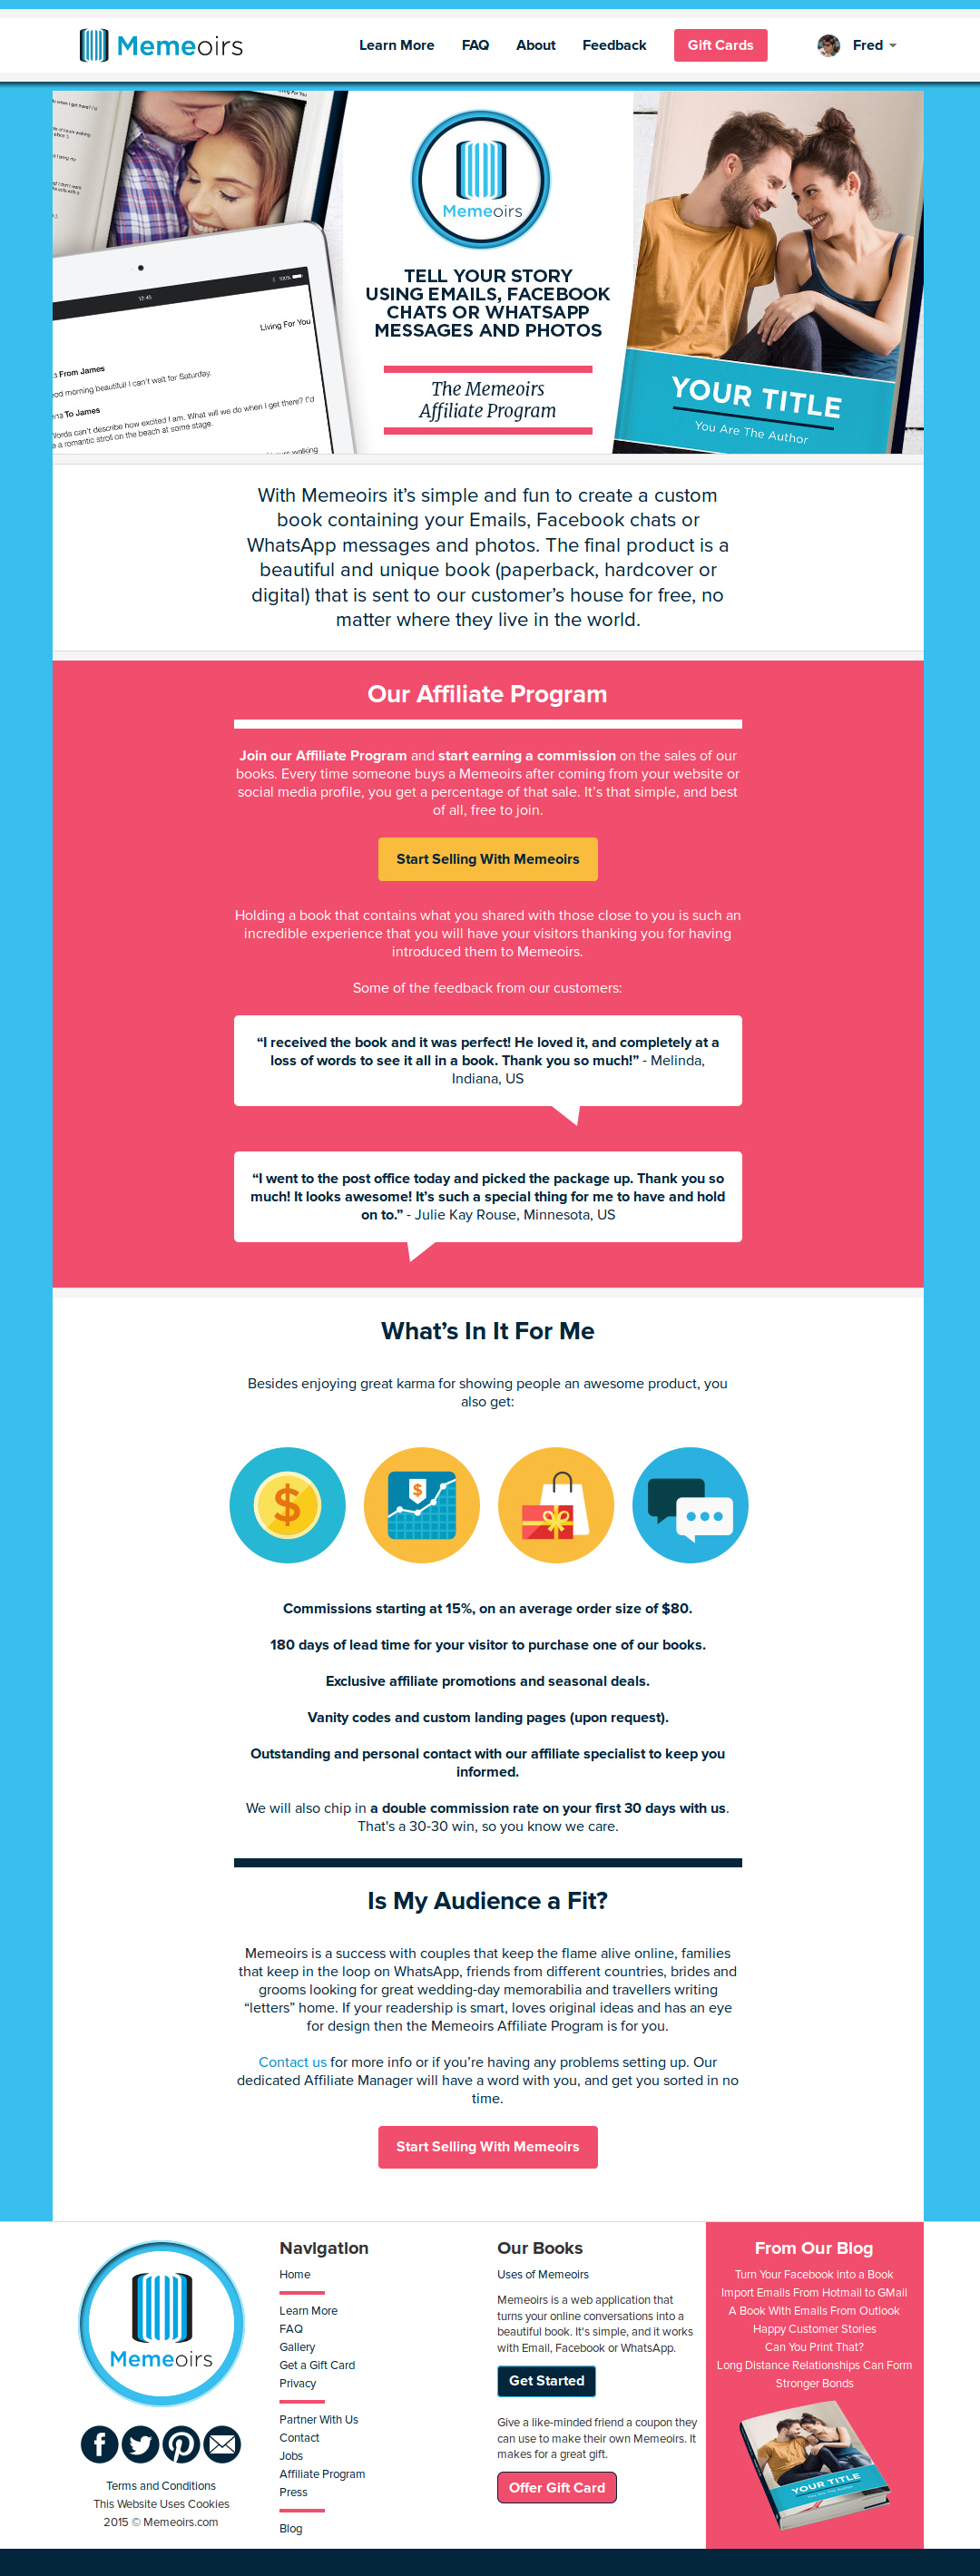 Memeoirs
Learn More
FAQ
About
Feedback
Gift Cards
Fred
12:45
100%
Living For You
From James
od morning beautiful! I can't wait for Saturday.
To James
Words can't describe how excited I am. What will we do when I get there? I'd
a romantic stroll on the beach at some stage.
walking
Memeoirs
TELL YOUR STORY
USING EMAILS, FACEBOOK
CHATS OR WHATSAPP
MESSAGES AND PHOTOS
The Memeoirs
Affiliate Program
YOUR TITLE
You Are The Author
With Memeoirs it’s simple and fun to create a custom
book containing your Emails, Facebook chats or
WhatsApp messages and photos. The final product is a
beautiful and unique book (paperback, hardcover or
digital) that is sent to our customer’s house for free, no
matter where they live in the world.
Our Affiliate Program
Join our Affiliate Program and start earning a commission on the sales of our
books. Every time someone buys a Memeoirs after coming from your website or
social media profile, you get a percentage of that sale. It’s that simple, and best
of all, free to join.
Start Selling With Memeoirs
Holding a book that contains what you shared with those close to you is such an
incredible experience that you will have your visitors thanking you for having
introduced them to Memeoirs.
Some of the feedback from our customers:
“I received the book and it was perfect! He loved it, and completely at a
loss of words to see it all in a book. Thank you so much!” - Melinda,
Indiana, US
“I went to the post office today and picked the package up. Thank you so
much! It looks awesome! It’s such a special thing for me to have and hold
on to.” - Julie Kay Rouse, Minnesota, US
What’s In It For Me
Besides enjoying great karma for showing people an awesome product, you
also get:
$
$
Commissions starting at 15%, on an average order size of $80.
180 days of lead time for your visitor to purchase one of our books.
Exclusive affiliate promotions and seasonal deals.
Vanity codes and custom landing pages (upon request).
Outstanding and personal contact with our affiliate specialist to keep you
informed.
We will also chip in a double commission rate on your first 30 days with us.
That's a 30-30 win, so you know we care.
Is My Audience a Fit?
Memeoirs is a success with couples that keep the flame alive online, families
that keep in the loop on WhatsApp, friends from different countries, brides and
grooms looking for great wedding-day memorabilia and travellers writing
“letters” home. If your readership is smart, loves original ideas and has an eye
for design then the Memeoirs Affiliate Program is for you.
Contact us for more info or if you’re having any problems setting up. Our
dedicated Affiliate Manager will have a word with you, and get you sorted in no
time.
Start Selling With Memeoirs
Memeoirs
Terms and Conditions
This Website Uses Cookies
2015 © Memeoirs.com
Navigation
Home
Learn More
FAQ
Gallery
Get a Gift Card
Privacy
Partner With Us
Contact
Jobs
Affiliate Program
Press
Blog
Our Books
Uses of Memeoirs
Memeoirs is a web application that
turns your online conversations into a
beautiful book. It's simple, and it works
with Email, Facebook or WhatsApp.
Get Started
Give a like-minded friend a coupon they
can use to make their own Memeoirs. It
makes for a great gift.
Offer Gift Card
From Our Blog
Turn Your Facebook into a Book
Import Emails From Hotmail to GMail
A Book With Emails From Outlook
Happy Customer Stories
Can You Print That?
Long Distance Relationships Can Form
Stronger Bonds
YOUR TITLE
You Are The Author